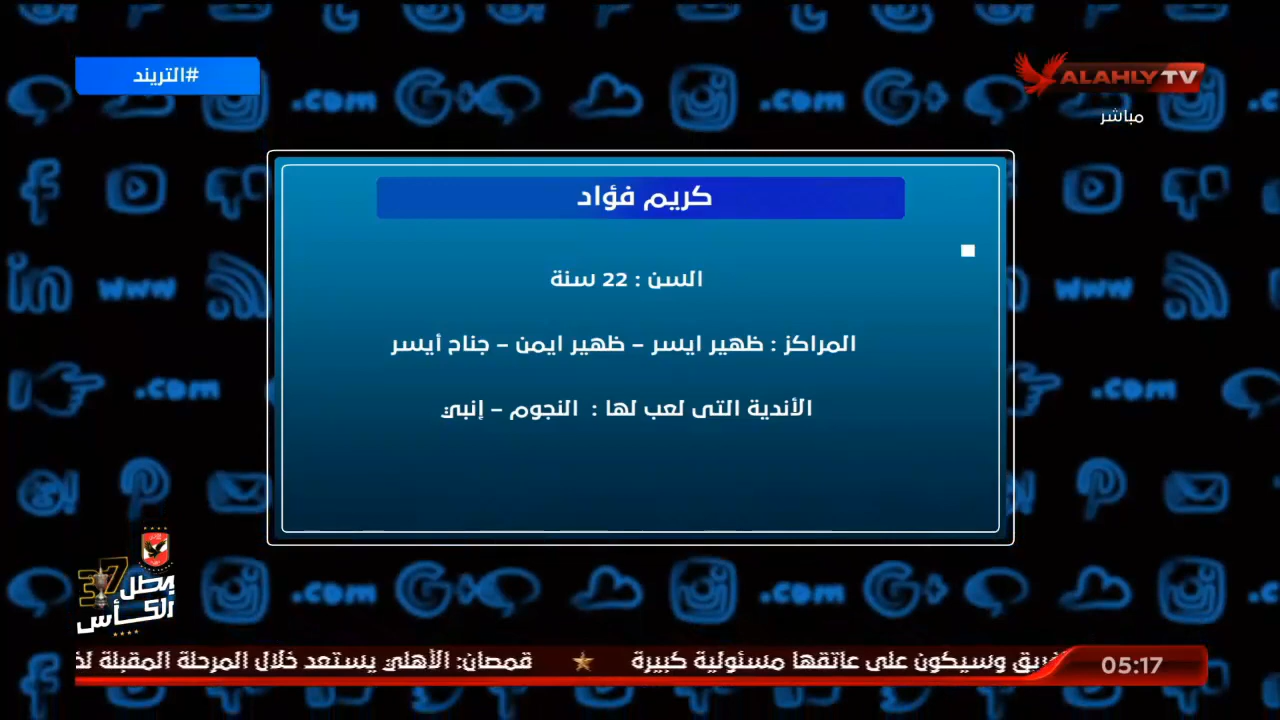 #التريند
ALAHLY TV
مباشر
كريم فؤاد
السن : 22 سنة
المراكز : ظهير ايسر – ظهير ايمن – جناح أيسر
الأندية التى لعب لها : النجوم – إنبي
37
بطل
الكأس
وسيكون على عاتقها مسئولية كبيرة ★ قمصان: الأهلي يستعد خلال المرحلة المقبلة
05:17